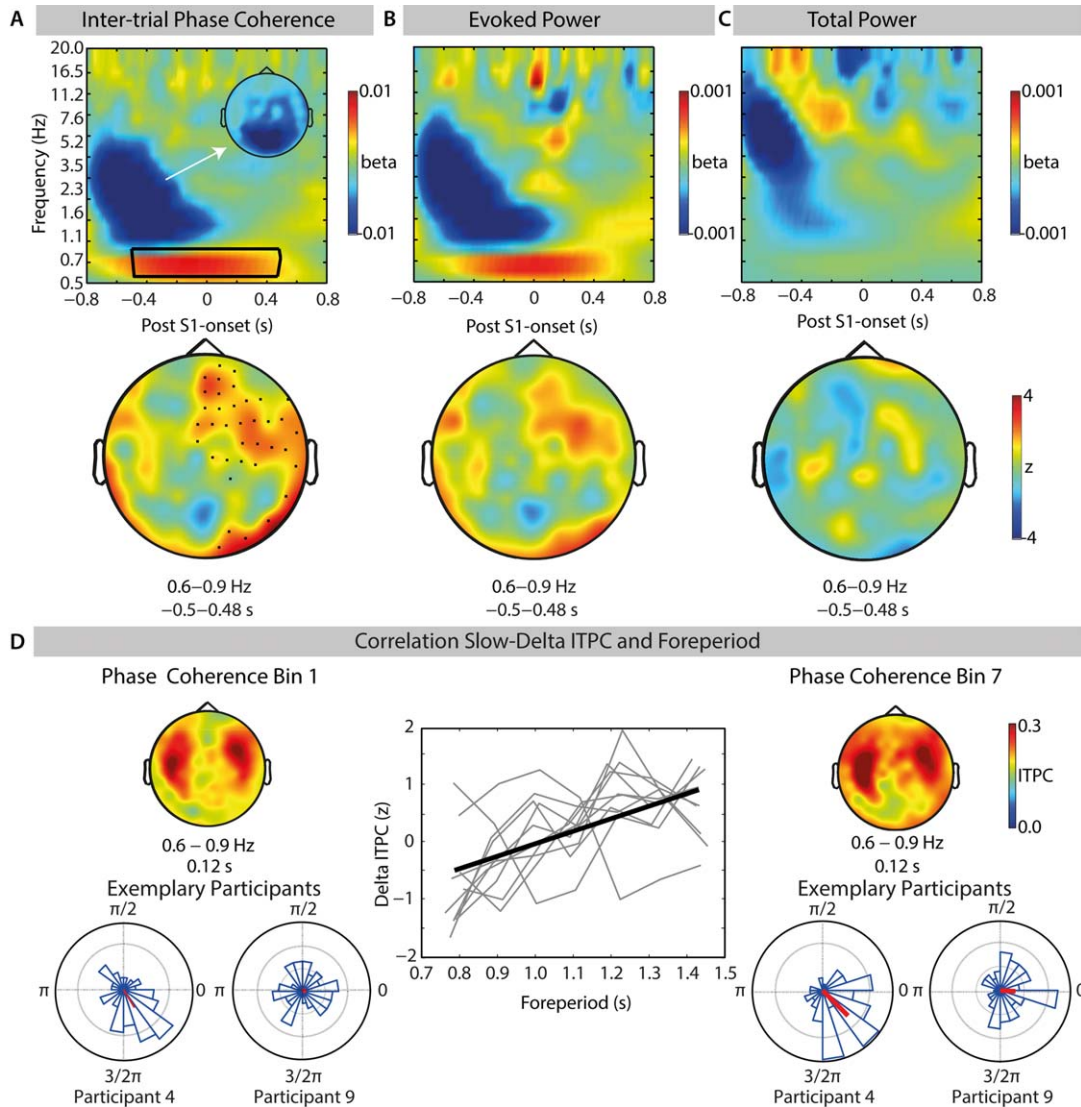 A Inter-trial Phase Coherence
B Evoked Power
C Total Power
Frequency (Hz)
20.0
16.5
11.2
7.6
5.2
3.5
2.3
1.6
1.1
0.7
0.5
0.01
beta
-0.01
−0.8 −0.4 0 0.4 0.8
Post S1-onset (s)
0.001
beta
-0.001
−0.8 −0.4 0 0.4 0.8
Post S1-onset (s)
0.001
beta
-0.001
−0.8 −0.4 0 0.4 0.8
Post S1-onset (s)
0.6−0.9 Hz
−0.5−0.48 s
0.6−0.9 Hz
−0.5−0.48 s
0.6−0.9 Hz
−0.5−0.48 s
4
z
-4
D Correlation Slow-Delta ITPC and Foreperiod
Phase Coherence Bin 1
0.6 − 0.9 Hz
0.12 s
Exemplary Participants
π/2
π
3/2π
Participant 4
π/2
0
3/2π
Participant 9
Delta ITPC (z)
2
1
0
−1
−2
0.7 0.8 0.9 1.0 1.1 1.2 1.3 1.4 1.5
Foreperiod (s)
Phase Coherence Bin 7
0.3
ITPC
0.0
0.6 − 0.9 Hz
0.12 s
Exemplary Participants
π/2
π
0
3/2π
Participant 4
π/2
π
0
3/2π
Participant 9